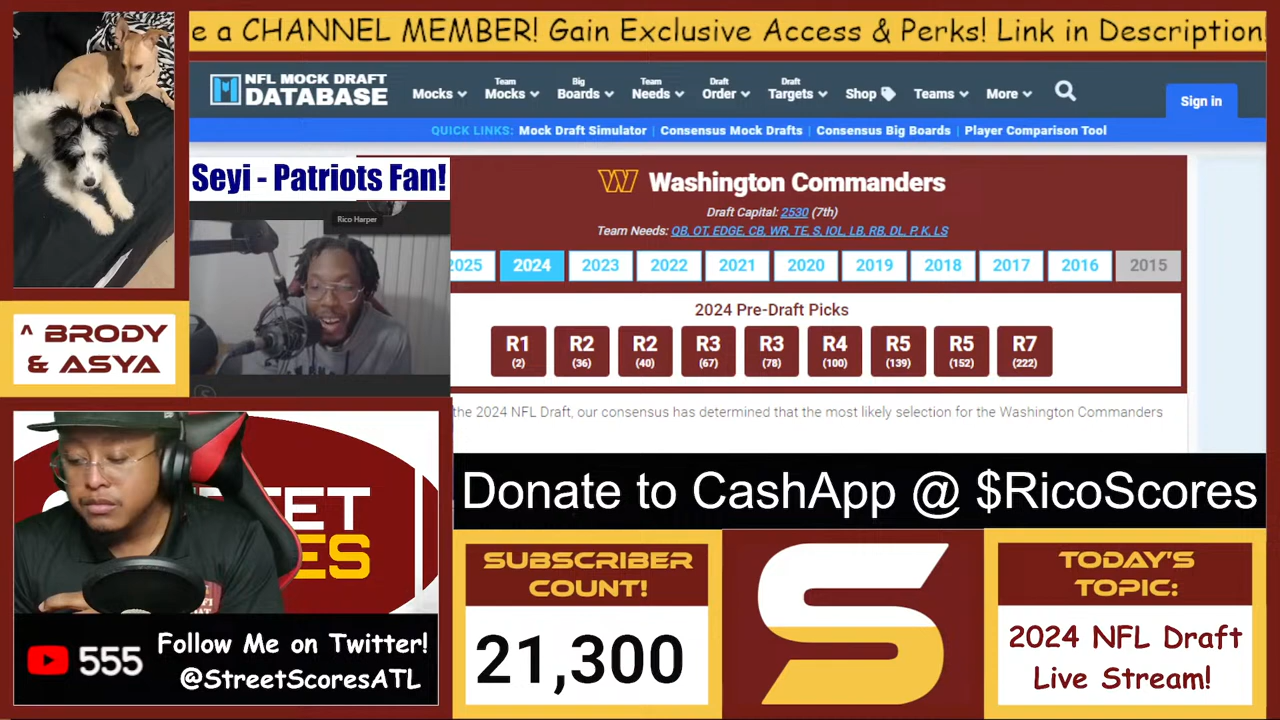 e a CHANNEL MEMBER! Gain Exclusive Access & Perks! Link in Description!
NFL MOCK DRAFT
DATABASE
Mocks
Team
Mocks
Big
Boards
Team
Needs
Draft
Order
Draft
Targets
Shop
Teams
More
Sign in
QUICK LINKS: Mock Draft Simulator | Consensus Mock Drafts | Consensus Big Boards | Player Comparison Tool
Seyi - Patriots Fan!
Rico Harper
W Washington Commanders
Draft Capital: 2530 (7th)
Team Needs: QB, OT, EDGE, CB, WR, TE, S, IOL, LB, RB, DL, P, K, LS
2025 2024 2023 2022 2021 2020 2019 2018 2017 2016 2015
2024 Pre-Draft Picks
R1 R2 R2 R3 R3 R4 R5 R5 R7
(2) (36) (40) (67) (78) (100) (139) (152) (222)
the 2024 NFL Draft, our consensus has determined that the most likely selection for the Washington Commanders
^ BRODY
& ASYA
Donate to CashApp @ $RicoScores
SUBSCRIBER
COUNT!
21,300
S
TODAY'S
TOPIC:
2024 NFL Draft
Live Stream!
555
Follow Me on Twitter!
@StreetScoresATL